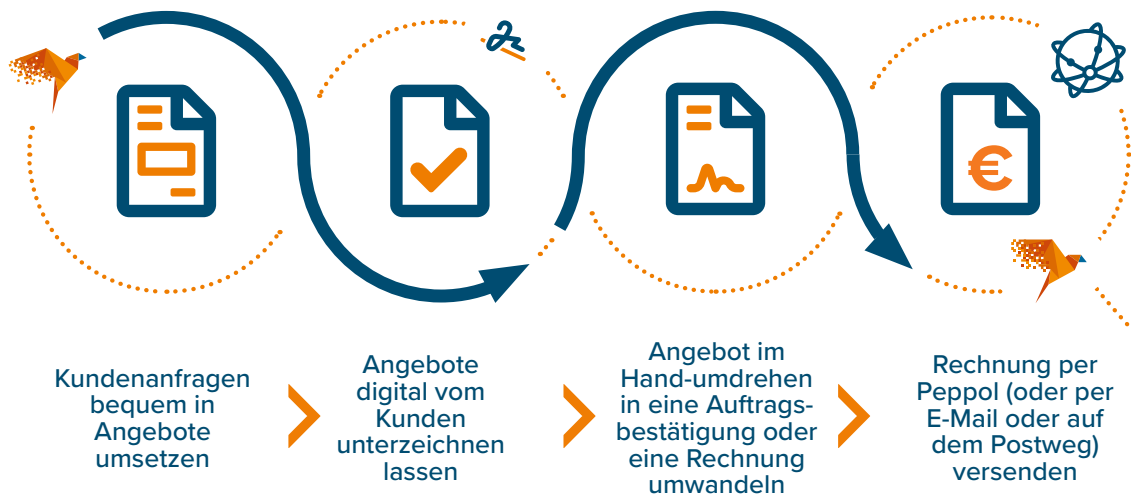 Kundenanfragen
bequem in
Angebote
umsetzen
Angebote
digital vom
Kunden
unterzeichnen
lassen
Angebot im
Hand-umdrehen
in eine Auftrags-
bestätigung oder
eine Rechnung
umwandeln
€
Rechnung per
Peppol (oder per
E-Mail oder auf
dem Postweg)
versenden